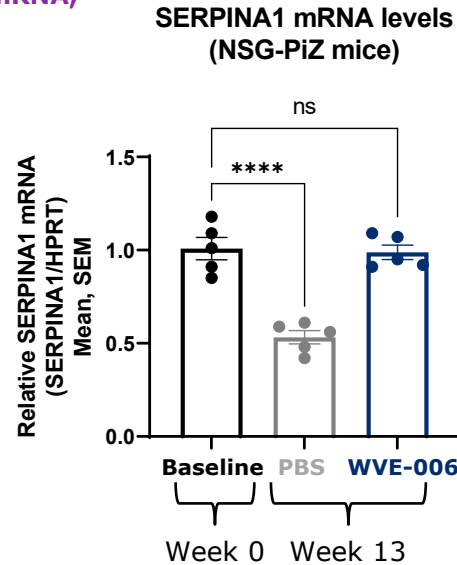 SERPINA1 mRNA levels
(NSG-PiZ mice)
ns
****
Relative SERPINA1 mRNA
(SERPINA1/HPRT)
Mean, SEM
1.5
1.0
0.5
0.0
Baseline PBS WVE-006
Week 0 Week 13